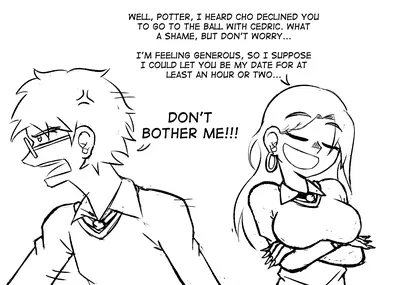 WELL, POTTER, I HEARD CHO DECLINED YOU
TO GO TO THE BALL WITH CEDRIC. WHAT
A SHAME, BUT DON'T WORRY...
I'M FEELING GENEROUS, SO I SUPPOSE
I COULD LET YOU BE MY DATE FOR AT
LEAST AN HOUR OR TWO...
DON'T
BOTHER ME!!!